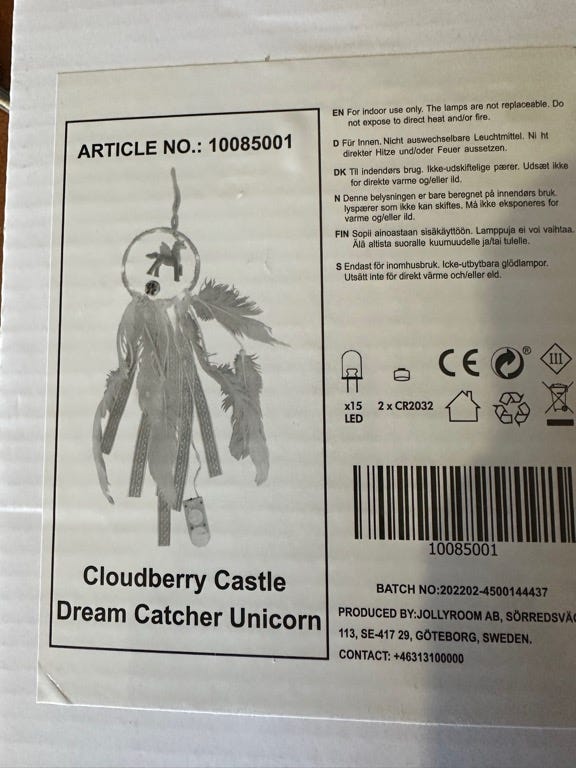 ARTICLE NO.: 10085001
Cloudberry Castle
Dream Catcher Unicorn
EN For indoor use only. The lamps are not replaceable. Do
not expose to direct heat and/or fire.
D Für Innen. Nicht auswechselbare Leuchtmittel. Ni ht
direkter Hitze und/oder Feuer aussetzen.
DK Til indendørs brug. Ikke-udskiftelige pærer. Udsæt ikke
for direkte varme og/eller ild.
N Denne belysningen er bare beregnet på innendørs bruk.
lyspærer som ikke kan skiftes. Må ikke eksponeres for
varme og/eller ild.
FIN Sopii ainoastaan sisäkäyttöön. Lamppuja ei voi vaihtaa.
Älä altista suoralle kuumuudelle ja/tai tulelle.
S Endast för inomhusbruk. Icke-utbytbara glödlampor.
Utsätt inte för direkt värme och/eller eld.
CE ® III
x15 2 x CR2032
LED
10085001
BATCH NO:202202-4500144437
PRODUCED BY:JOLLYROOM AB, SÖRREDSVÄG
113, SE-417 29, GÖTEBORG, SWEDEN.
CONTACT: +46313100000